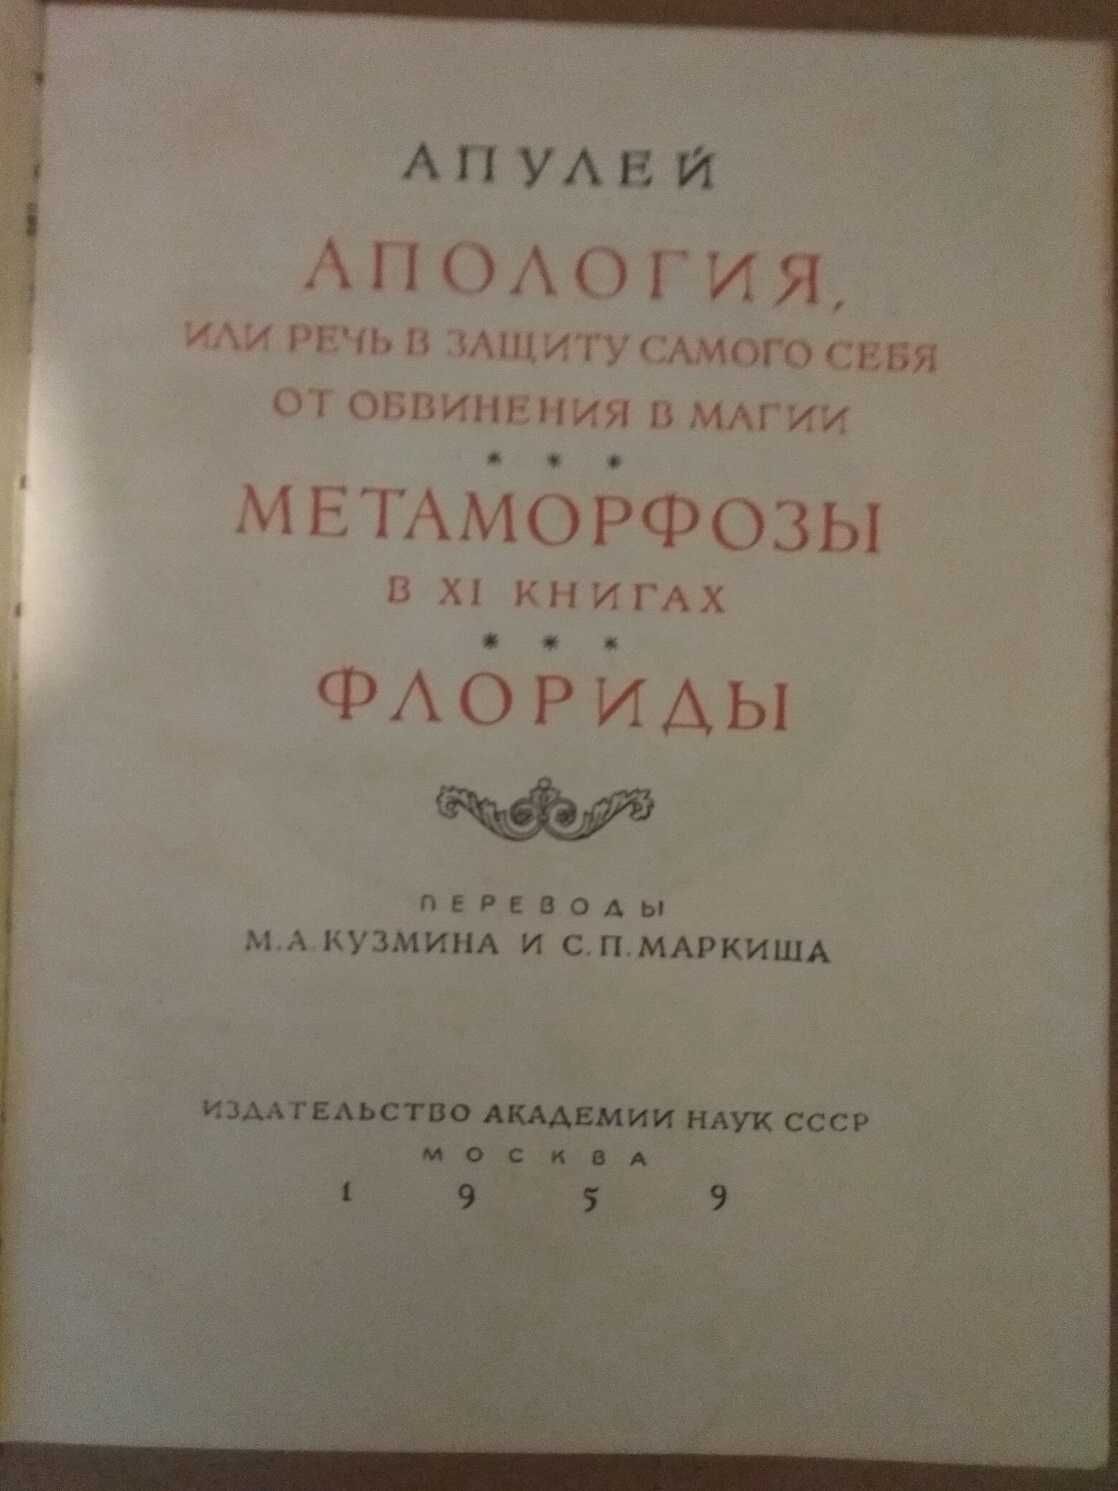 АПУЛЕЙ
АПОЛОГИЯ,
ИЛИ РЕЧЬ В ЗАЩИТУ САМОГО СЕБЯ
ОТ ОБВИНЕНИЯ В МАГИИ
* * *
МЕТАМОРФОЗЫ
В XI КНИГАХ
* * *
ФЛОРИДЫ
ПЕРЕВОДЫ
М.А.КУЗМИНА И С.П.МАРКИША
ИЗДАТЕЛЬСТВО АКАДЕМИИ НАУК СССР
МОСКВА
1959